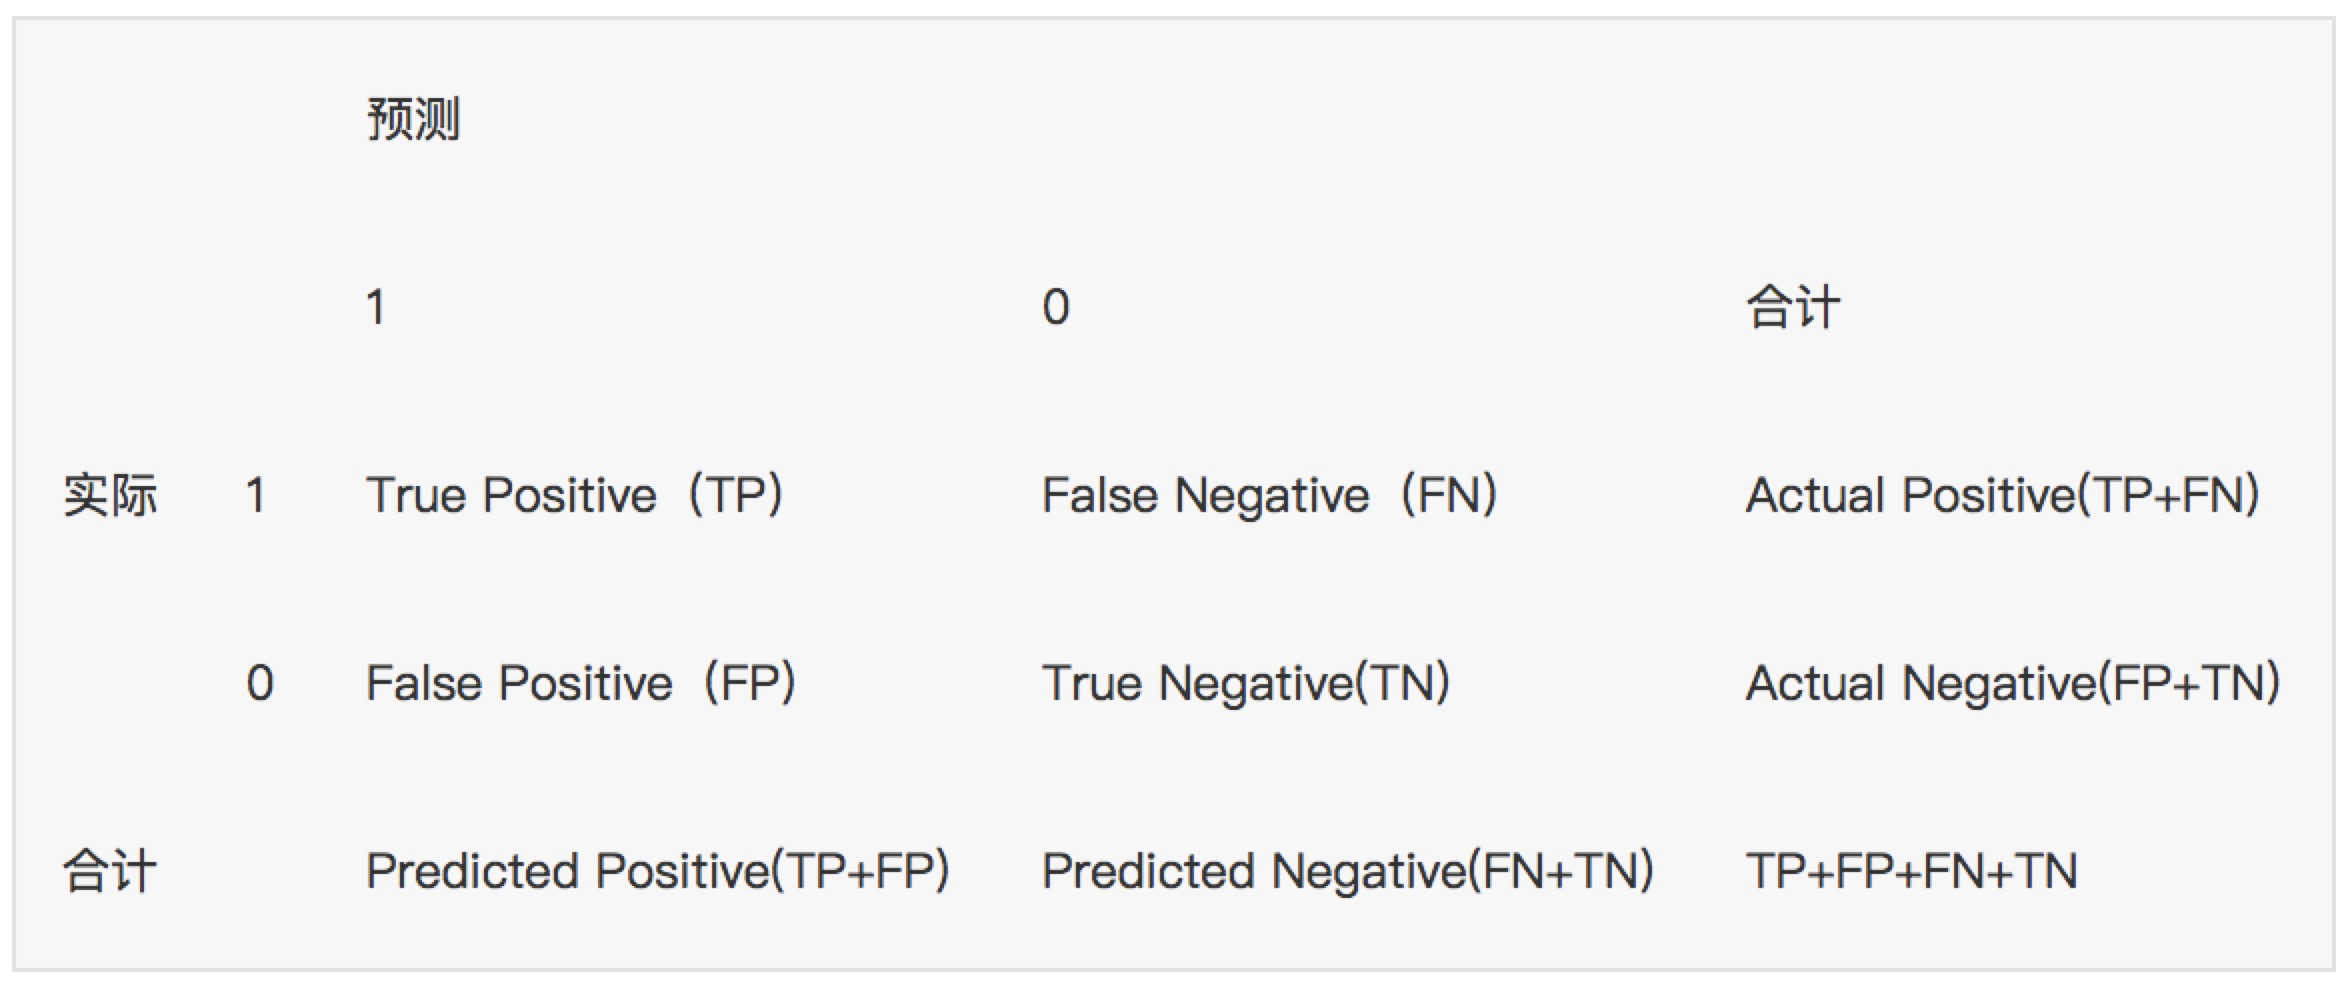 预测
1 0 合计
实际 1 True Positive（TP) False Negative（FN) Actual Positive(TP+FN)
0 False Positive（FP) True Negative(TN) Actual Negative(FP+TN)
合计 Predicted Positive(TP+FP) Predicted Negative(FN+TN) TP+FP+FN+TN